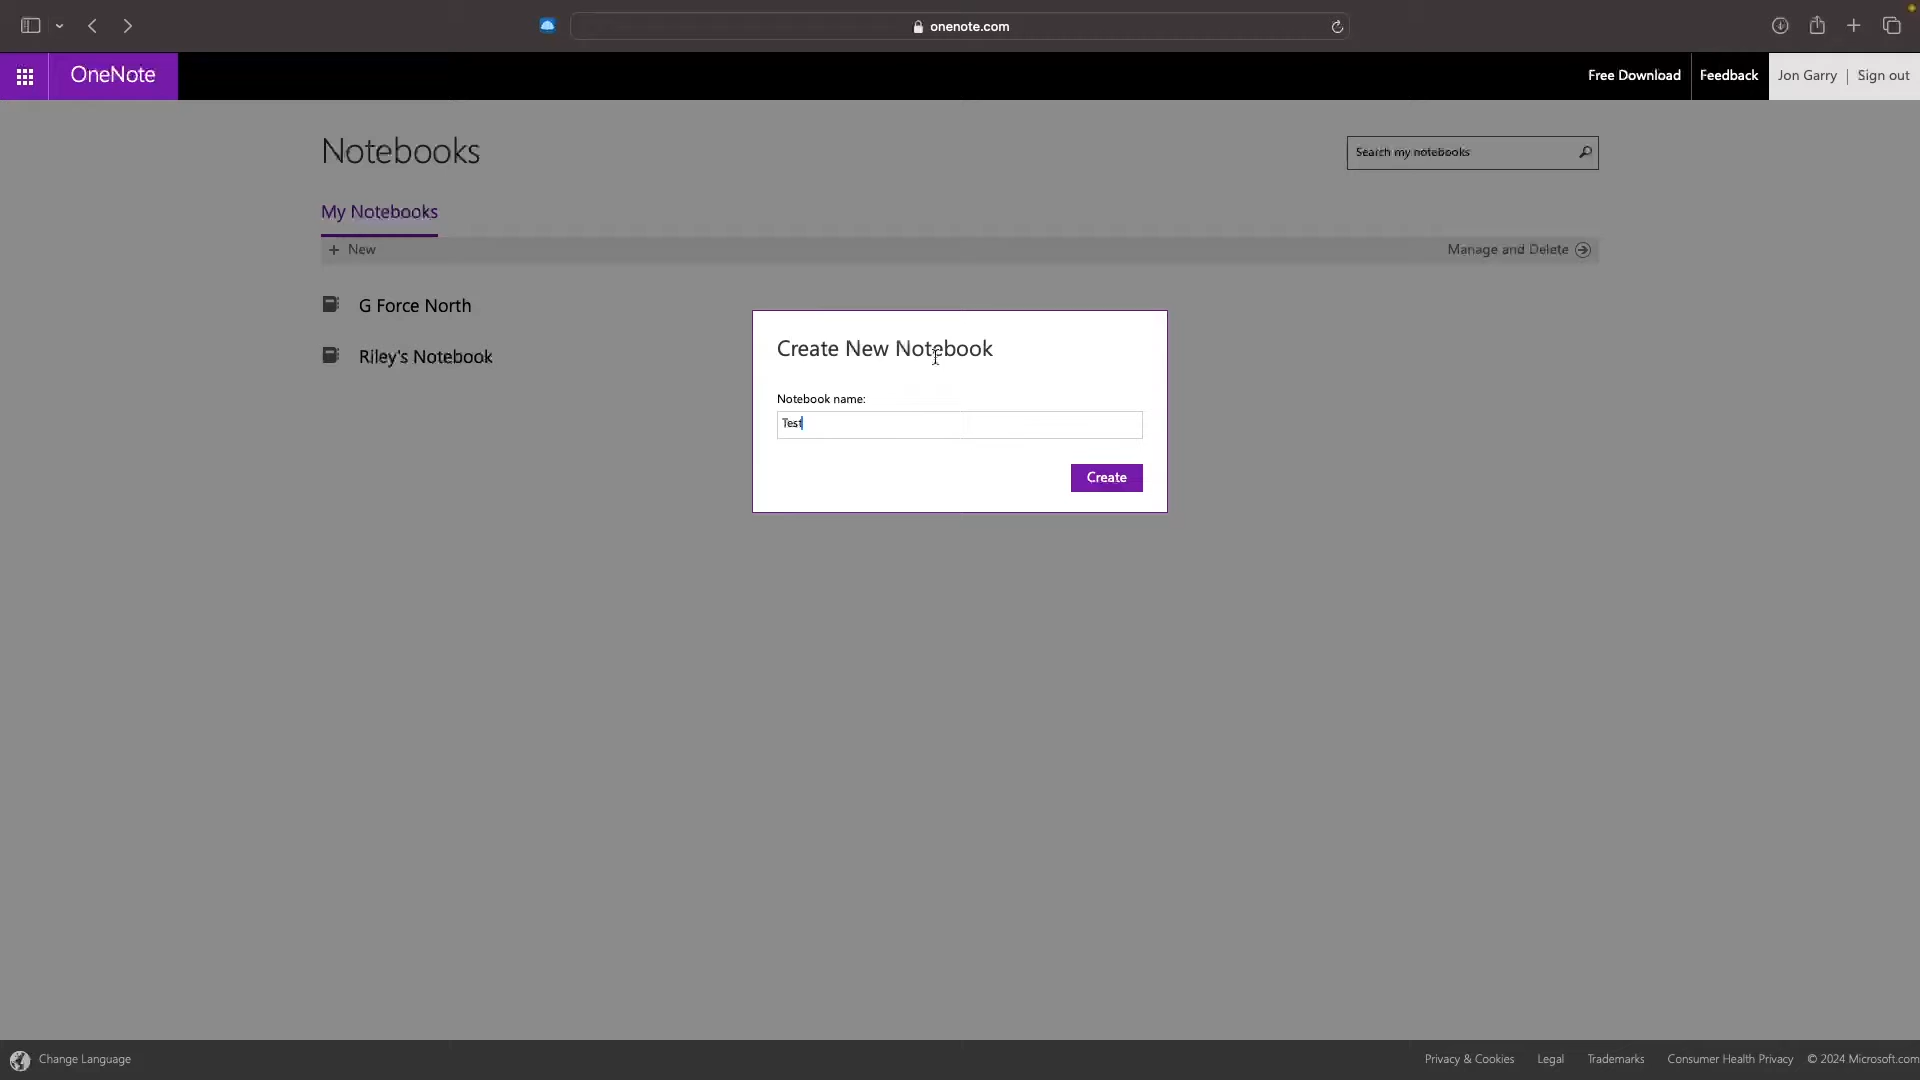 onenote.com
OneNote
Free Download
Feedback
Jon Garry
Sign out
Notebooks
Search my notebooks
My Notebooks
+ New
Manage and Delete
G Force North
Riley's Notebook
Create New Notebook
Notebook name:
Test
Create
Change Language
Privacy & Cookies
Legal
Trademarks
Consumer Health Privacy
© 2024 Microsoft.com